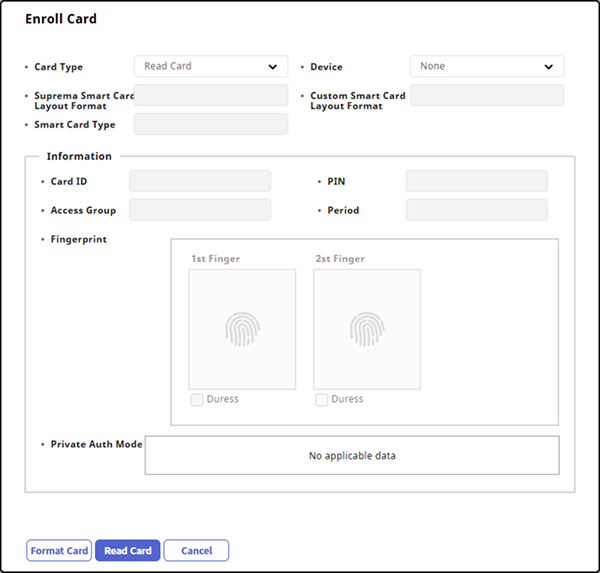 Enroll Card
• Card Type
Read Card
• Device
None
• Suprema Smart Card
Layout Format
• Custom Smart Card
Layout Format
• Smart Card Type
Information
• Card ID
• PIN
• Access Group
• Period
• Fingerprint
1st Finger
2st Finger
Duress
Duress
• Private Auth Mode
No applicable data
Format Card
Read Card
Cancel